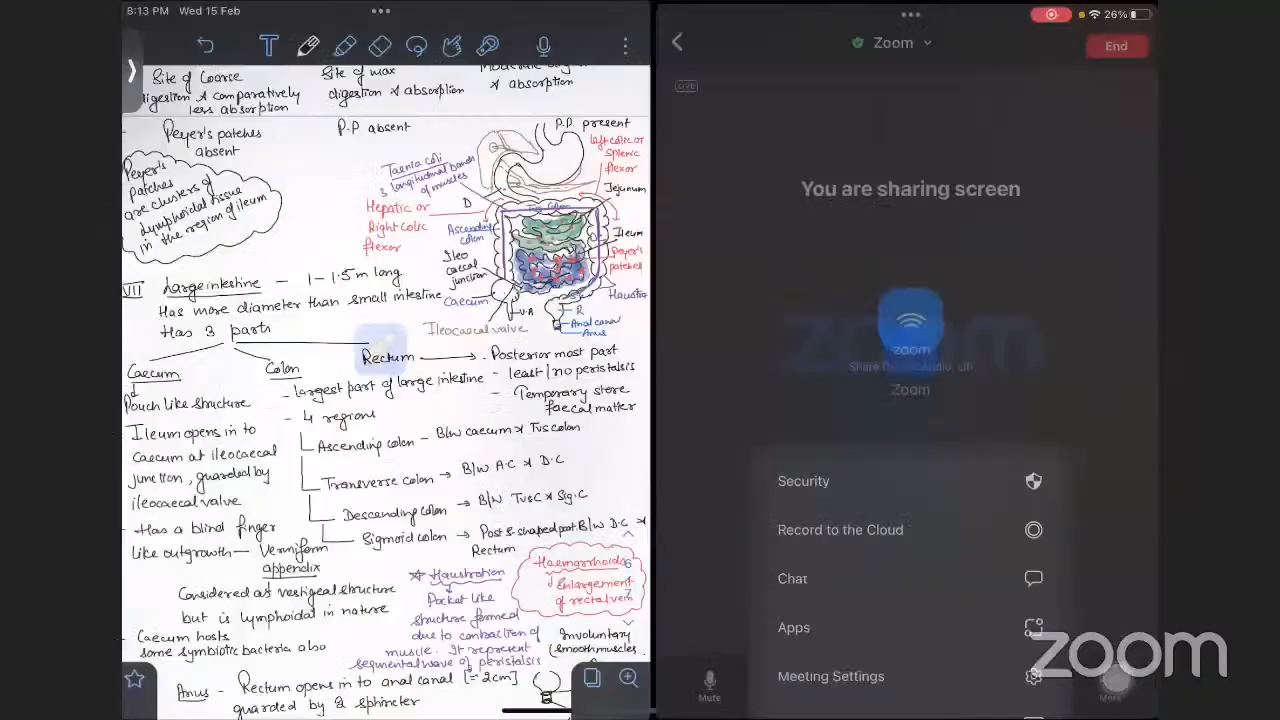 8:13 PM Wed 15 Feb
Site of Coarse
digestion & comparatively
less absorption
Site of max
digestion & absorption
& absorption
Peyer's patches
absent
P.P absent
P.P. present
Peyer's
patches
are clusters of
Lymphoidal tissue
in the region of ileum
Taenia coli
3 longitudinal bands
of muscles
Left colic or
Splenic
flexor
Jejunum
Hepatic or
Right colic
flexor
D
Ascending
colon
Ileum
Peyer's
patches
Ileo
caecal
junction
Caecum
Haustra
V.A
R
Anal canal
Anus
Ileocaecal valve
VII Large intestine - 1-1.5m long
Has more diameter than small intestine
Has 3 parts
Caecum
Colon
Rectum
Pouch like structure
Ileum opens in to
Caecum at ileocaecal
junction, guarded by
ileocaecal valve
- Has a blind finger
like outgrowth - Vermiform
appendix
Considered as vestigeal structure
but is lymphoidal in nature
- Caecum hosts
some symbiotic bacteria also
- largest part of large intestine
- 4 regions
Ascending colon - B/w caecum & Tvs colon
Transverse colon → B/w A.C & D.C
Descending colon → B/W Tvs C & Sig.C
Sigmoid colon → Post S-shaped part B/w D.C &
Rectum
- Posterior most part
- least/no peristalsis
- Temporary store
faecal matter
Haustration
Pocket like
structure formed
due to contraction of
muscle. It represent
segmental wave of peristalsis
Haemorrhoids
Enlargement
of rectal vein
6
7
Involuntary
smooth muscles
Anus - Rectum opens in to anal canal [= 2cm]
guarded by 2 sphincter
26%
Zoom
End
You are sharing screen
zoom
zoom
Zoom
Security
Record to the Cloud
Chat
Apps
Meeting Settings
Mute
More
zoom